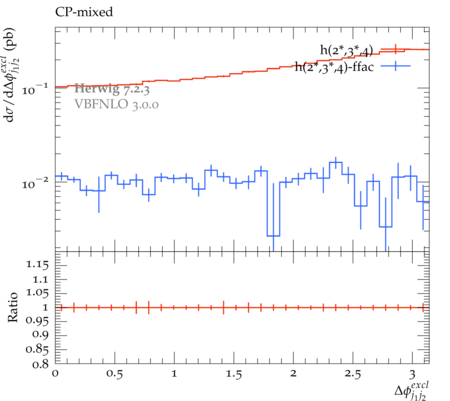 CP-mixed
dσ/dΔϕ_{j₁j₂}^{excl} (pb)
h(2*,3*,4)
h(2*,3*,4)-ffac
10⁻¹
Herwig 7.2.3
VBFNLO 3.0.0
10⁻²
Ratio
1.15
1.1
1.05
1
0.95
0.9
0.85
0.8
0 0.5 1 1.5 2 2.5 3
Δϕ_{j₁j₂}^{excl}